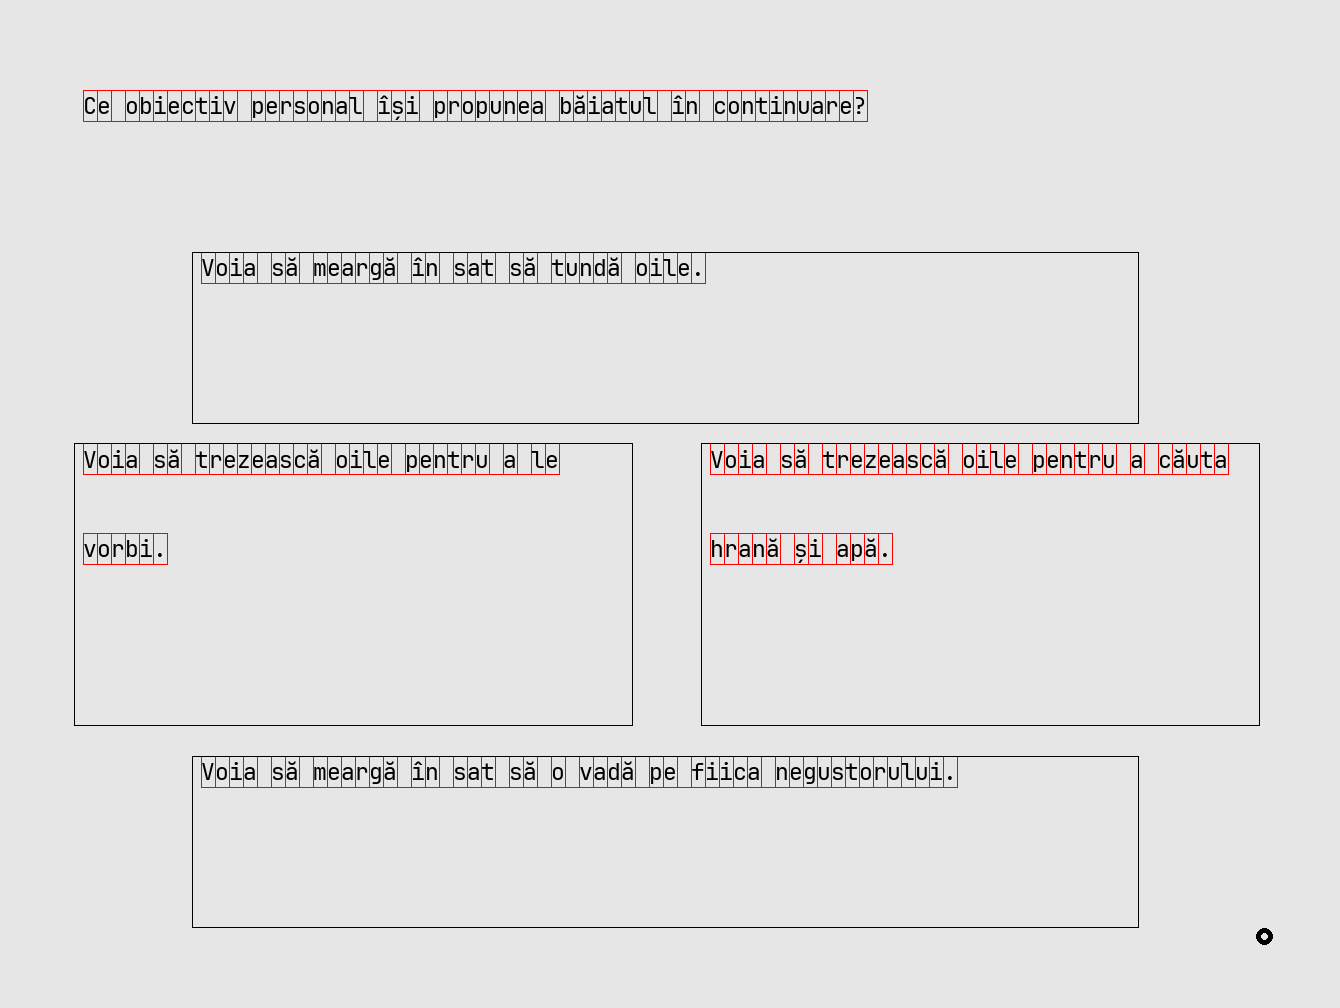 Ce obiectiv personal își propunea băiatul în continuare?
Voia să meargă în sat să tundă oile.
Voia să trezească oile pentru a le
vorbi.
Voia să trezească oile pentru a căuta
hrană și apă.
Voia să meargă în sat să o vadă pe fiica negustorului.